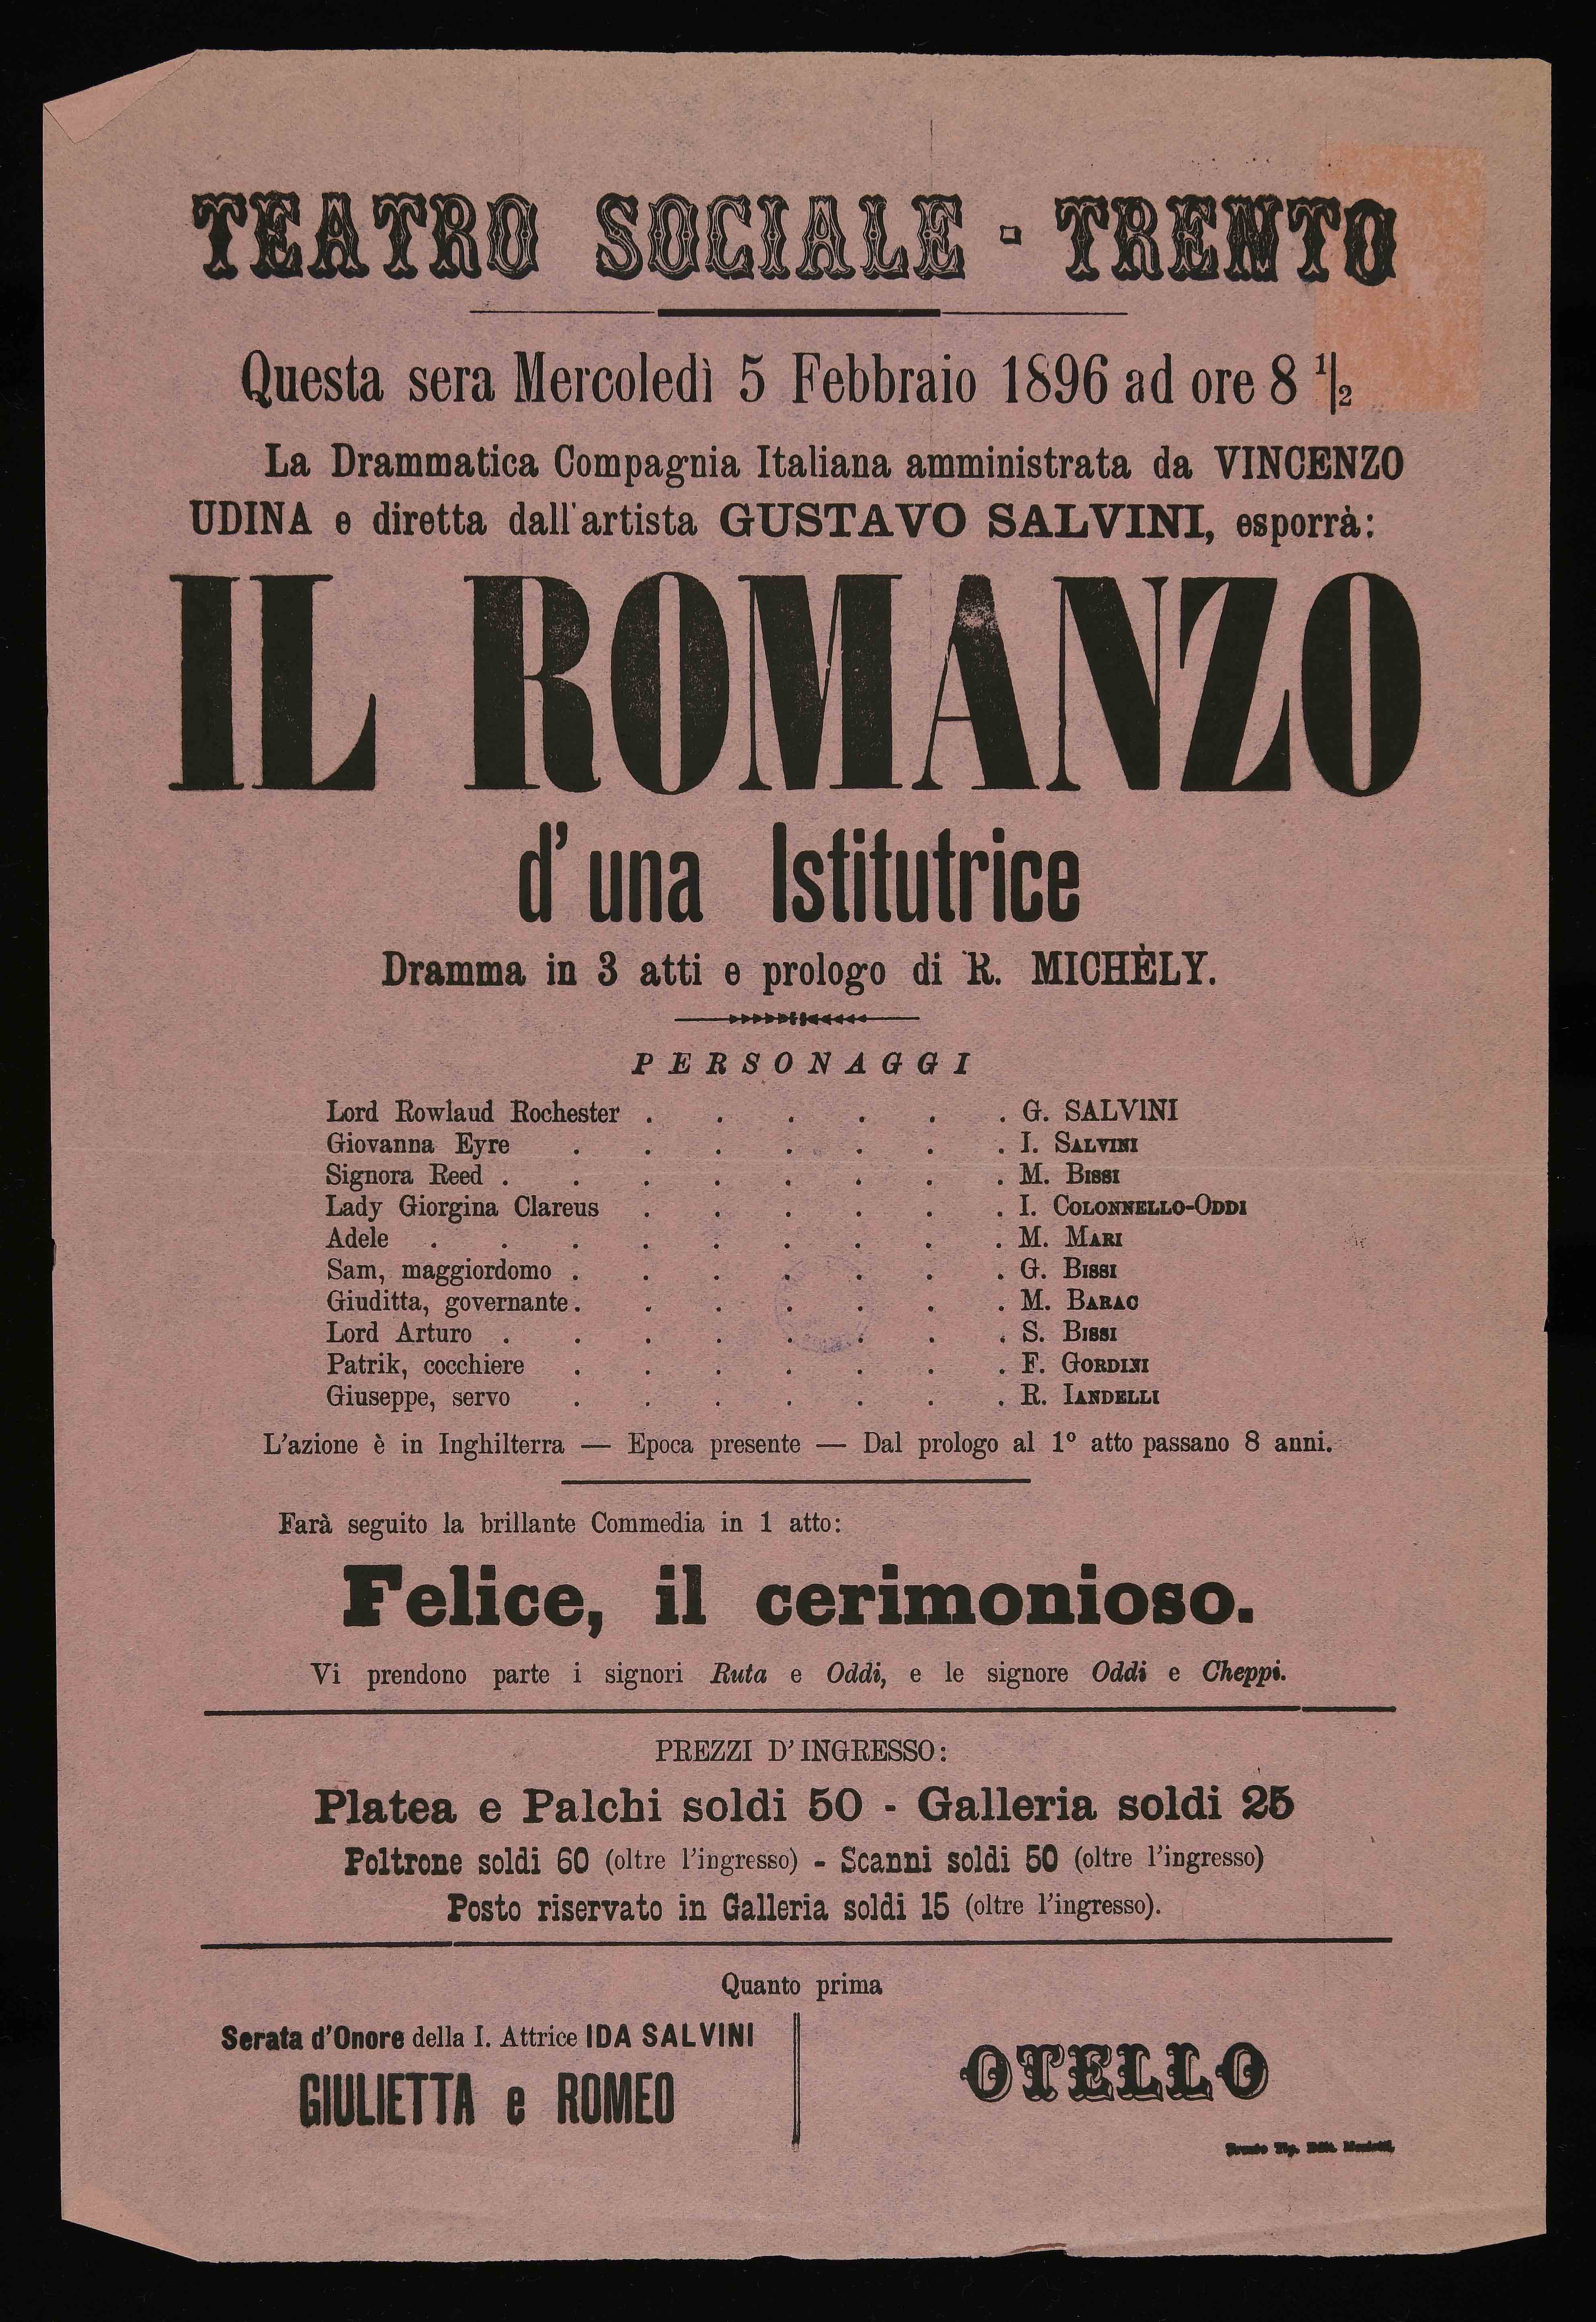 TEATRO SOCIALE - TRENTO
Questa sera Mercoledì 5 Febbraio 1896 ad ore 8 1/2
La Drammatica Compagnia Italiana amministrata da VINCENZO
UDINA e diretta dall'artista GUSTAVO SALVINI, esporrà:
IL ROMANZO
d'una Istitutrice
Dramma in 3 atti e prologo di R. MICHÈLY.
PERSONAGGI
Lord Rowlaud Rochester . . . . . . G. SALVINI
Giovanna Eyre . . . . . . . I. SALVINI
Signora Reed . . . . . . . . M. BISSI
Lady Giorgina Clareus . . . . . . I. COLONNELLO-ODDI
Adele . . . . . . . . . M. MARI
Sam, maggiordomo . . . . . . . G. BISSI
Giuditta, governante . . . . . . . M. BARAC
Lord Arturo . . . . . . . . S. BISSI
Patrik, cocchiere . . . . . . . F. GORDINI
Giuseppe, servo . . . . . . . R. IANDELLI
L'azione è in Inghilterra — Epoca presente — Dal prologo al 1º atto passano 8 anni.
Farà seguito la brillante Commedia in 1 atto:
Felice, il cerimonioso.
Vi prendono parte i signori Ruta e Oddi, e le signore Oddi e Cheppi.
PREZZI D'INGRESSO:
Platea e Palchi soldi 50 - Galleria soldi 25
Poltrone soldi 60 (oltre l'ingresso) - Scanni soldi 50 (oltre l'ingresso)
Posto riservato in Galleria soldi 15 (oltre l'ingresso).
Quanto prima
Serata d'Onore della I. Attrice IDA SALVINI
GIULIETTA e ROMEO
OTELLO
Trento Tip. Edit.